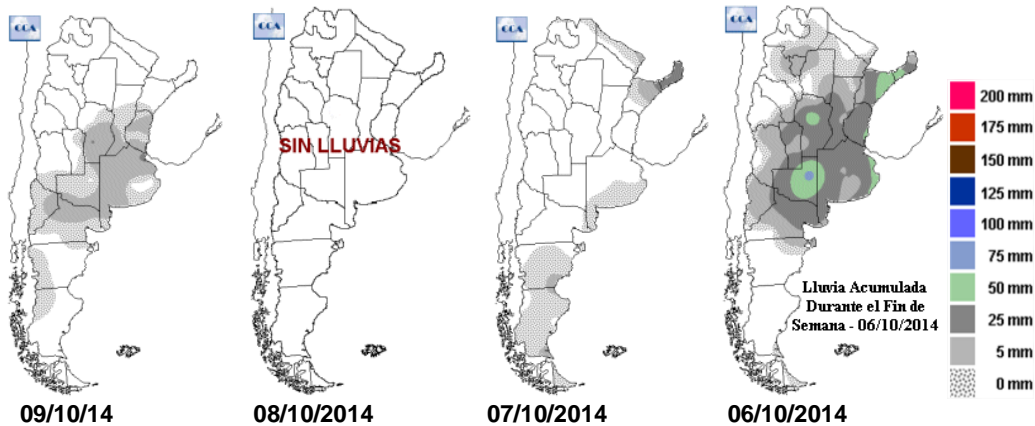 CCA
CCA
CCA
CCA
SIN LLUVIAS
200 mm
175 mm
150 mm
125 mm
100 mm
75 mm
50 mm
25 mm
5 mm
0 mm
Lluvia Acumulada
Durante el Fin de
Semana - 06/10/2014
09/10/14
08/10/2014
07/10/2014
06/10/2014